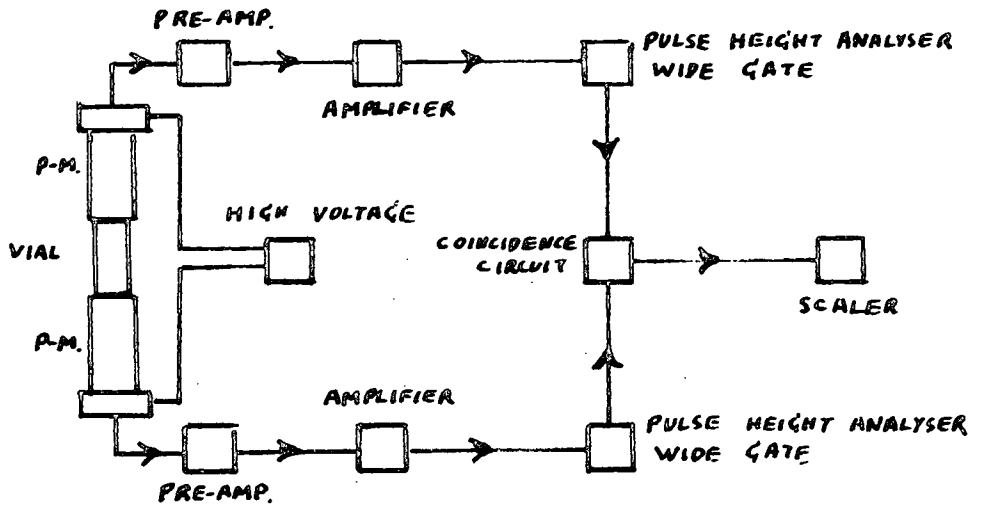 PRE-AMP.
PULSE HEIGHT ANALYSER
WIDE GATE
AMPLIFIER
P-M.
HIGH VOLTAGE
VIAL
COINCIDENCE
CIRCUIT
SCALER
P-M.
AMPLIFIER
PULSE HEIGHT ANALYSER
WIDE GATE
PRE-AMP.